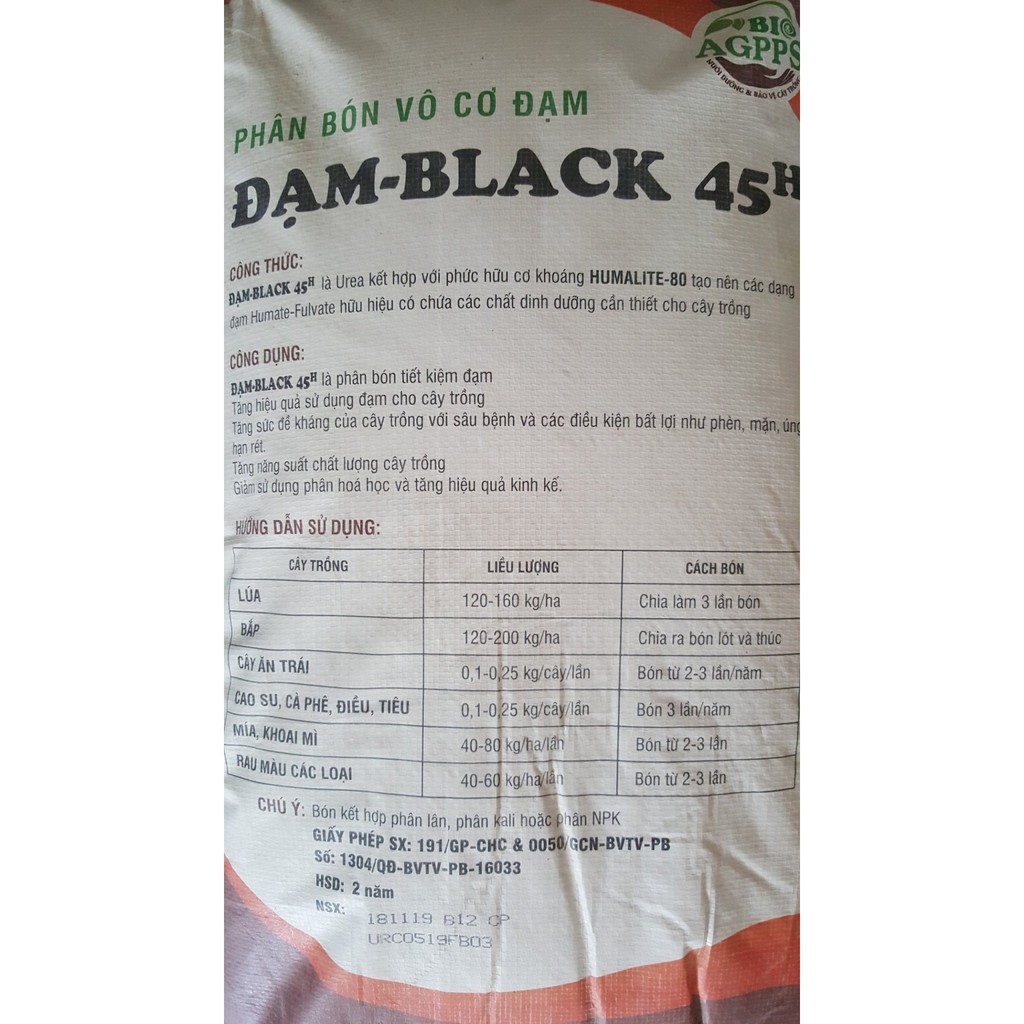 BIO
AGPPS
NUÔI DƯỠNG & BẢO VỆ CÂY TRỒNG
PHÂN BÓN VÔ CƠ ĐẠM
ĐẠM-BLACK 45H
CÔNG THỨC:
ĐẠM-BLACK 45H là Urea kết hợp với phức hữu cơ khoáng HUMALITE-80 tạo nên các dạng
đạm Humate-Fulvate hữu hiệu có chứa các chất dinh dưỡng cần thiết cho cây trồng
CÔNG DỤNG:
ĐẠM-BLACK 45H là phân bón tiết kiệm đạm
Tăng hiệu quả sử dụng đạm cho cây trồng
Tăng sức đề kháng của cây trồng với sâu bệnh và các điều kiện bất lợi như phèn, mặn, úng
hạn rét.
Tăng năng suất chất lượng cây trồng
Giảm sử dụng phân hoá học và tăng hiệu quả kinh kế.
HƯỚNG DẪN SỬ DỤNG:
CÂY TRỒNG LIỀU LƯỢNG CÁCH BÓN
LÚA 120-160 kg/ha Chia làm 3 lần bón
BẮP 120-200 kg/ha Chia ra bón lót và thúc
CÂY ĂN TRÁI 0,1-0,25 kg/cây/lần Bón từ 2-3 lần/năm
CAO SU, CÀ PHÊ, ĐIỀU, TIÊU 0,1-0,25 kg/cây/lần Bón 3 lần/năm
MÍA, KHOAI MÌ 40-80 kg/ha/lần Bón từ 2-3 lần
RAU MÀU CÁC LOẠI 40-60 kg/ha/lần Bón từ 2-3 lần
CHÚ Ý: Bón kết hợp phân lân, phân kali hoặc phân NPK
GIẤY PHÉP SX: 191/GP-CHC & 0050/GCN-BVTV-PB
Số: 1304/QĐ-BVTV-PB-16033
HSD: 2 năm
NSX: 181119 B12 CP
URC0519FB03